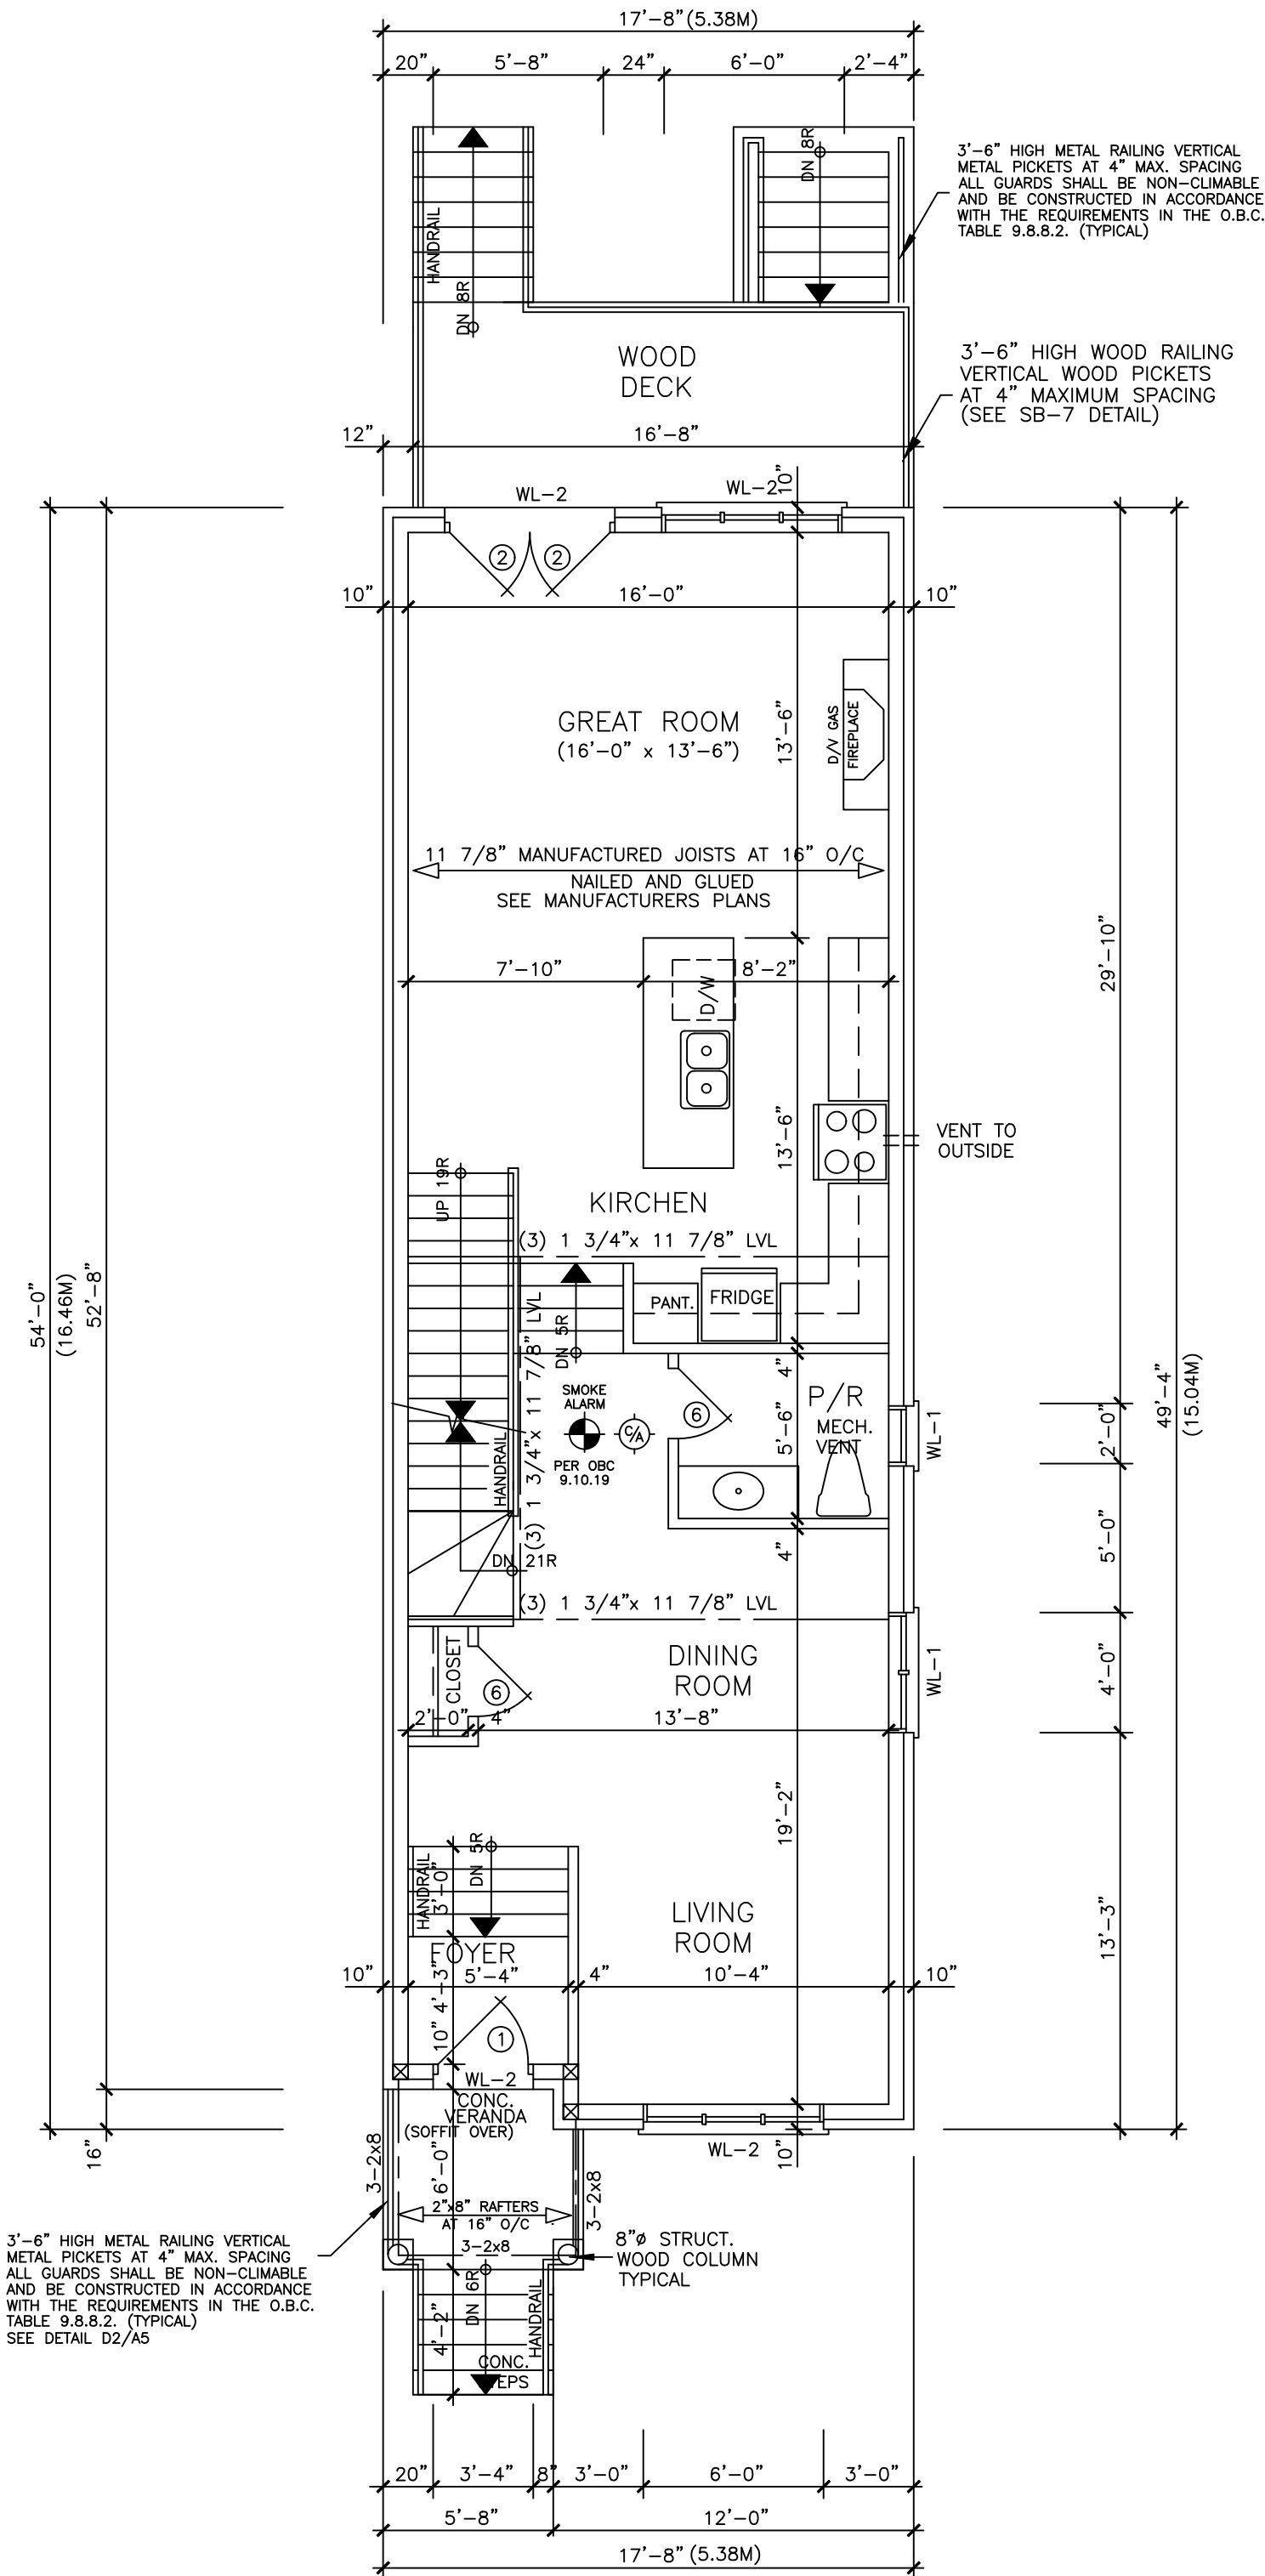 17'-8" (5.38M)
20" 5'-8" 24" 6'-0" 2'-4"
DN 8R
HANDRAIL
DN 8R
3'-6" HIGH METAL RAILING VERTICAL
METAL PICKETS AT 4" MAX. SPACING
ALL GUARDS SHALL BE NON-CLIMABLE
AND BE CONSTRUCTED IN ACCORDANCE
WITH THE REQUIREMENTS IN THE O.B.C.
TABLE 9.8.8.2. (TYPICAL)
WOOD
DECK
3'-6" HIGH WOOD RAILING
VERTICAL WOOD PICKETS
AT 4" MAXIMUM SPACING
(SEE SB-7 DETAIL)
12" 16'-8"
WL-2 WL-2 10"
2 2
10" 16'-0" 10"
GREAT ROOM
(16'-0" x 13'-6")
13'-6"
D/V GAS
FIREPLACE
11 7/8" MANUFACTURED JOISTS AT 16" O/C
NAILED AND GLUED
SEE MANUFACTURERS PLANS
7'-10" 8'-2"
D/W
29'-10"
13'-6"
VENT TO
OUTSIDE
UP 19R
KIRCHEN
(3) 1 3/4"x 11 7/8" LVL
54'-0"
(16.46M)
52'-8"
PANT. FRIDGE
DN 5R
(3) 1 3/4"x 11 7/8" LVL
SMOKE
ALARM
C/A
PER OBC
9.10.19
HANDRAIL
6
4"
P/R
MECH.
VENT
5'-6"
WL-1
2'-0"
49'-4"
(15.04M)
5'-0"
4"
DN 21R
(3) 1 3/4"x 11 7/8" LVL
CLOSET
6
DINING
ROOM
WL-1
4'-0"
2'-0" 4" 13'-8"
19'-2"
HANDRAIL
3'-0"
DN 5R
13'-3"
LIVING
ROOM
FOYER
10" 5'-4" 4" 10'-4" 10"
4'-3"
10"
1
WL-2
CONC.
VERANDA
(SOFFIT OVER)
16"
WL-2
10"
3-2x8
6'-0"
3-2x8
2"x8" RAFTERS
AT 16" O/C
3-2x8
8"ø STRUCT.
WOOD COLUMN
TYPICAL
3'-6" HIGH METAL RAILING VERTICAL
METAL PICKETS AT 4" MAX. SPACING
ALL GUARDS SHALL BE NON-CLIMABLE
AND BE CONSTRUCTED IN ACCORDANCE
WITH THE REQUIREMENTS IN THE O.B.C.
TABLE 9.8.8.2. (TYPICAL)
SEE DETAIL D2/A5
4'-2"
DN 6R
HANDRAIL
CONC.
STEPS
20" 3'-4" 8" 3'-0" 6'-0" 3'-0"
5'-8" 12'-0"
17'-8" (5.38M)